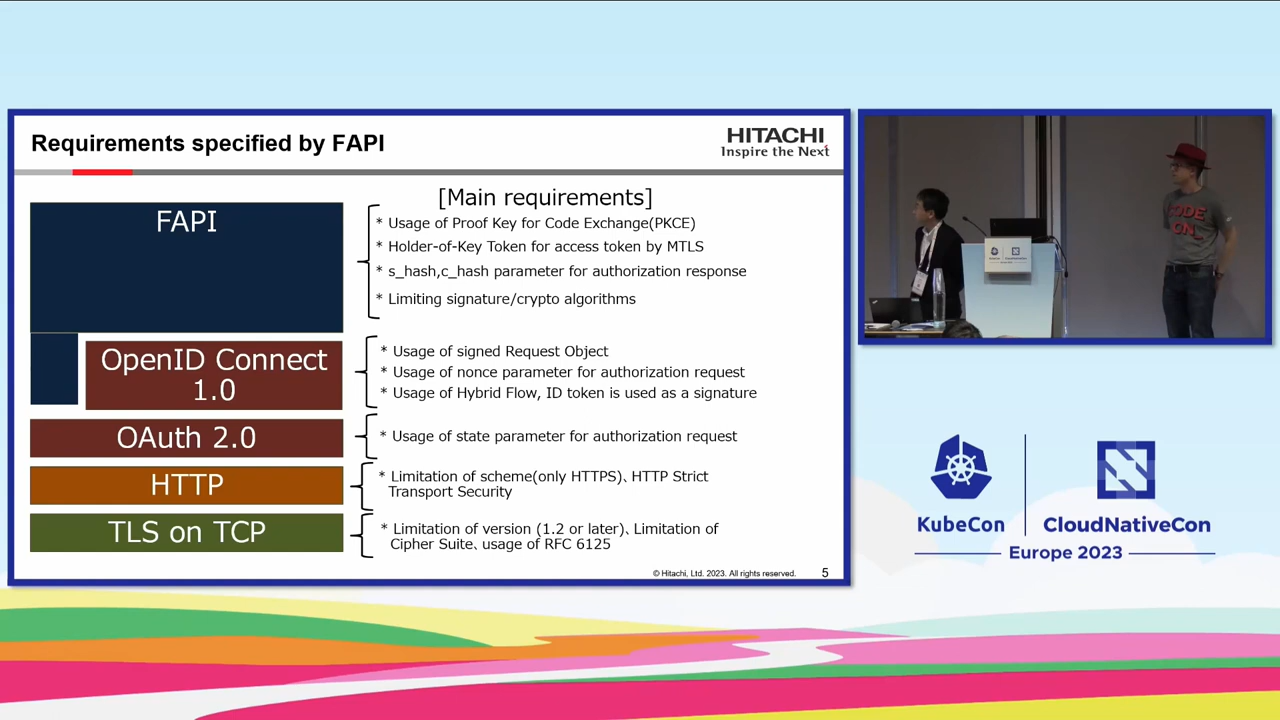 Requirements specified by FAPI
HITACHI
Inspire the Next
[Main requirements]
FAPI
* Usage of Proof Key for Code Exchange(PKCE)
* Holder-of-Key Token for access token by MTLS
* s_hash,c_hash parameter for authorization response
* Limiting signature/crypto algorithms
OpenID Connect
1.0
* Usage of signed Request Object
* Usage of nonce parameter for authorization request
* Usage of Hybrid Flow, ID token is used as a signature
OAuth 2.0
* Usage of state parameter for authorization request
HTTP
* Limitation of scheme(only HTTPS)、HTTP Strict
Transport Security
TLS on TCP
* Limitation of version (1.2 or later)、Limitation of
Cipher Suite、usage of RFC 6125
© Hitachi, Ltd. 2023. All rights reserved.
5
CODE
ON_
KubeCon
CloudNativeCon
Europe 2023